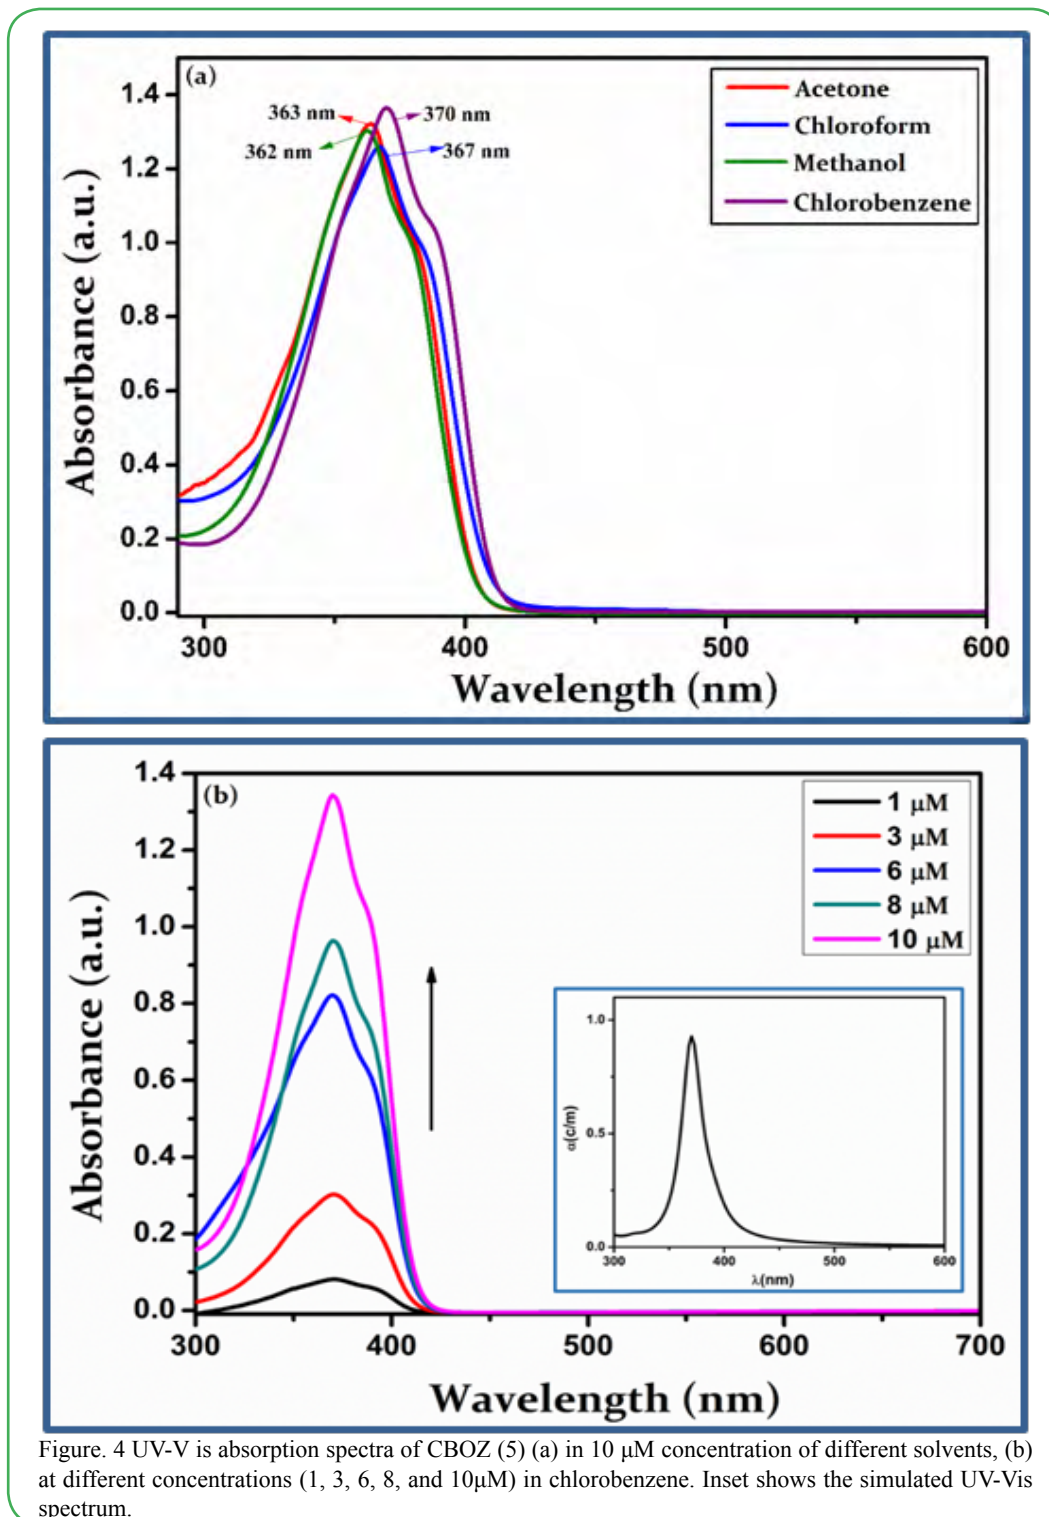 (a)
Acetone
Chloroform
Methanol
Chlorobenzene
363 nm
370 nm
362 nm
367 nm
1.4
1.2
1.0
0.8
0.6
0.4
0.2
0.0
Absorbance (a.u.)
300 400 500 600
Wavelength (nm)
(b)
1 μM
3 μM
6 μM
8 μM
10 μM
1.4
1.2
1.0
0.8
0.6
0.4
0.2
0.0
Absorbance (a.u.)
1.0
0.5
0.0
α(c/m)
300 400 500 600
λ(nm)
300 400 500 600 700
Wavelength (nm)
Figure. 4 UV-V is absorption spectra of CBOZ (5) (a) in 10 μM concentration of different solvents, (b)
at different concentrations (1, 3, 6, 8, and 10μM) in chlorobenzene. Inset shows the simulated UV-Vis
spectrum.